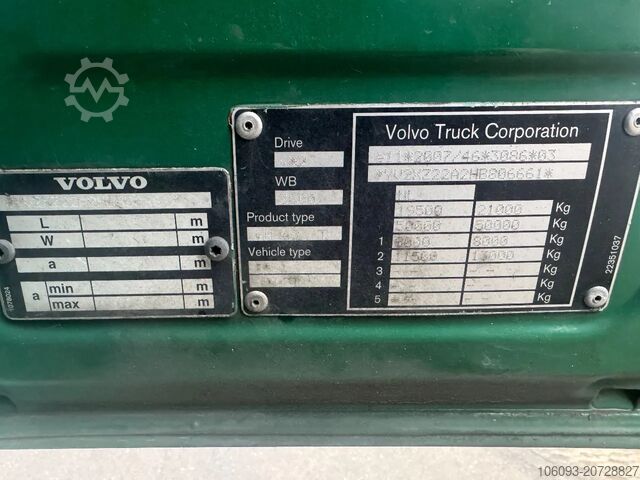 VOLVO
L m
W m
a m
a min m
max m
1078024
Drive
WB
Product type
Vehicle type
Volvo Truck Corporation
e11*2007/46*3086*03
19500 21000 Kg
50000 50000 Kg
1 8000 8000 Kg
2 11500 13000 Kg
3 - - Kg
4 - - Kg
5 Kg
22351037
106093-20728827